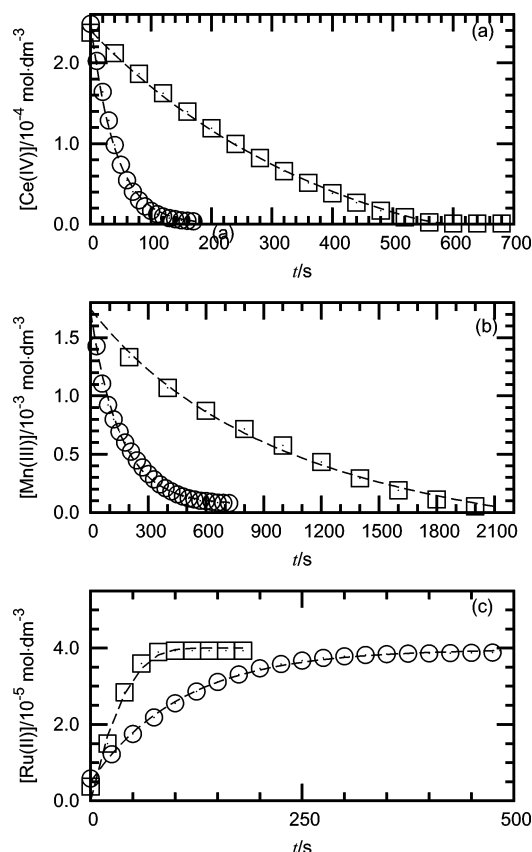 (a)
[Ce(IV)]/10⁻⁴ mol·dm⁻³
2.0
1.0
0.0
0 100 200 300 400 500 600 700
(a)
t/s
(b)
[Mn(III)]/10⁻³ mol·dm⁻³
1.5
1.0
0.5
0.0
0 300 600 900 1200 1500 1800 2100
t/s
(c)
[Ru(II)]/10⁻⁵ mol·dm⁻³
4.0
2.0
0.0
0 250 500
t/s